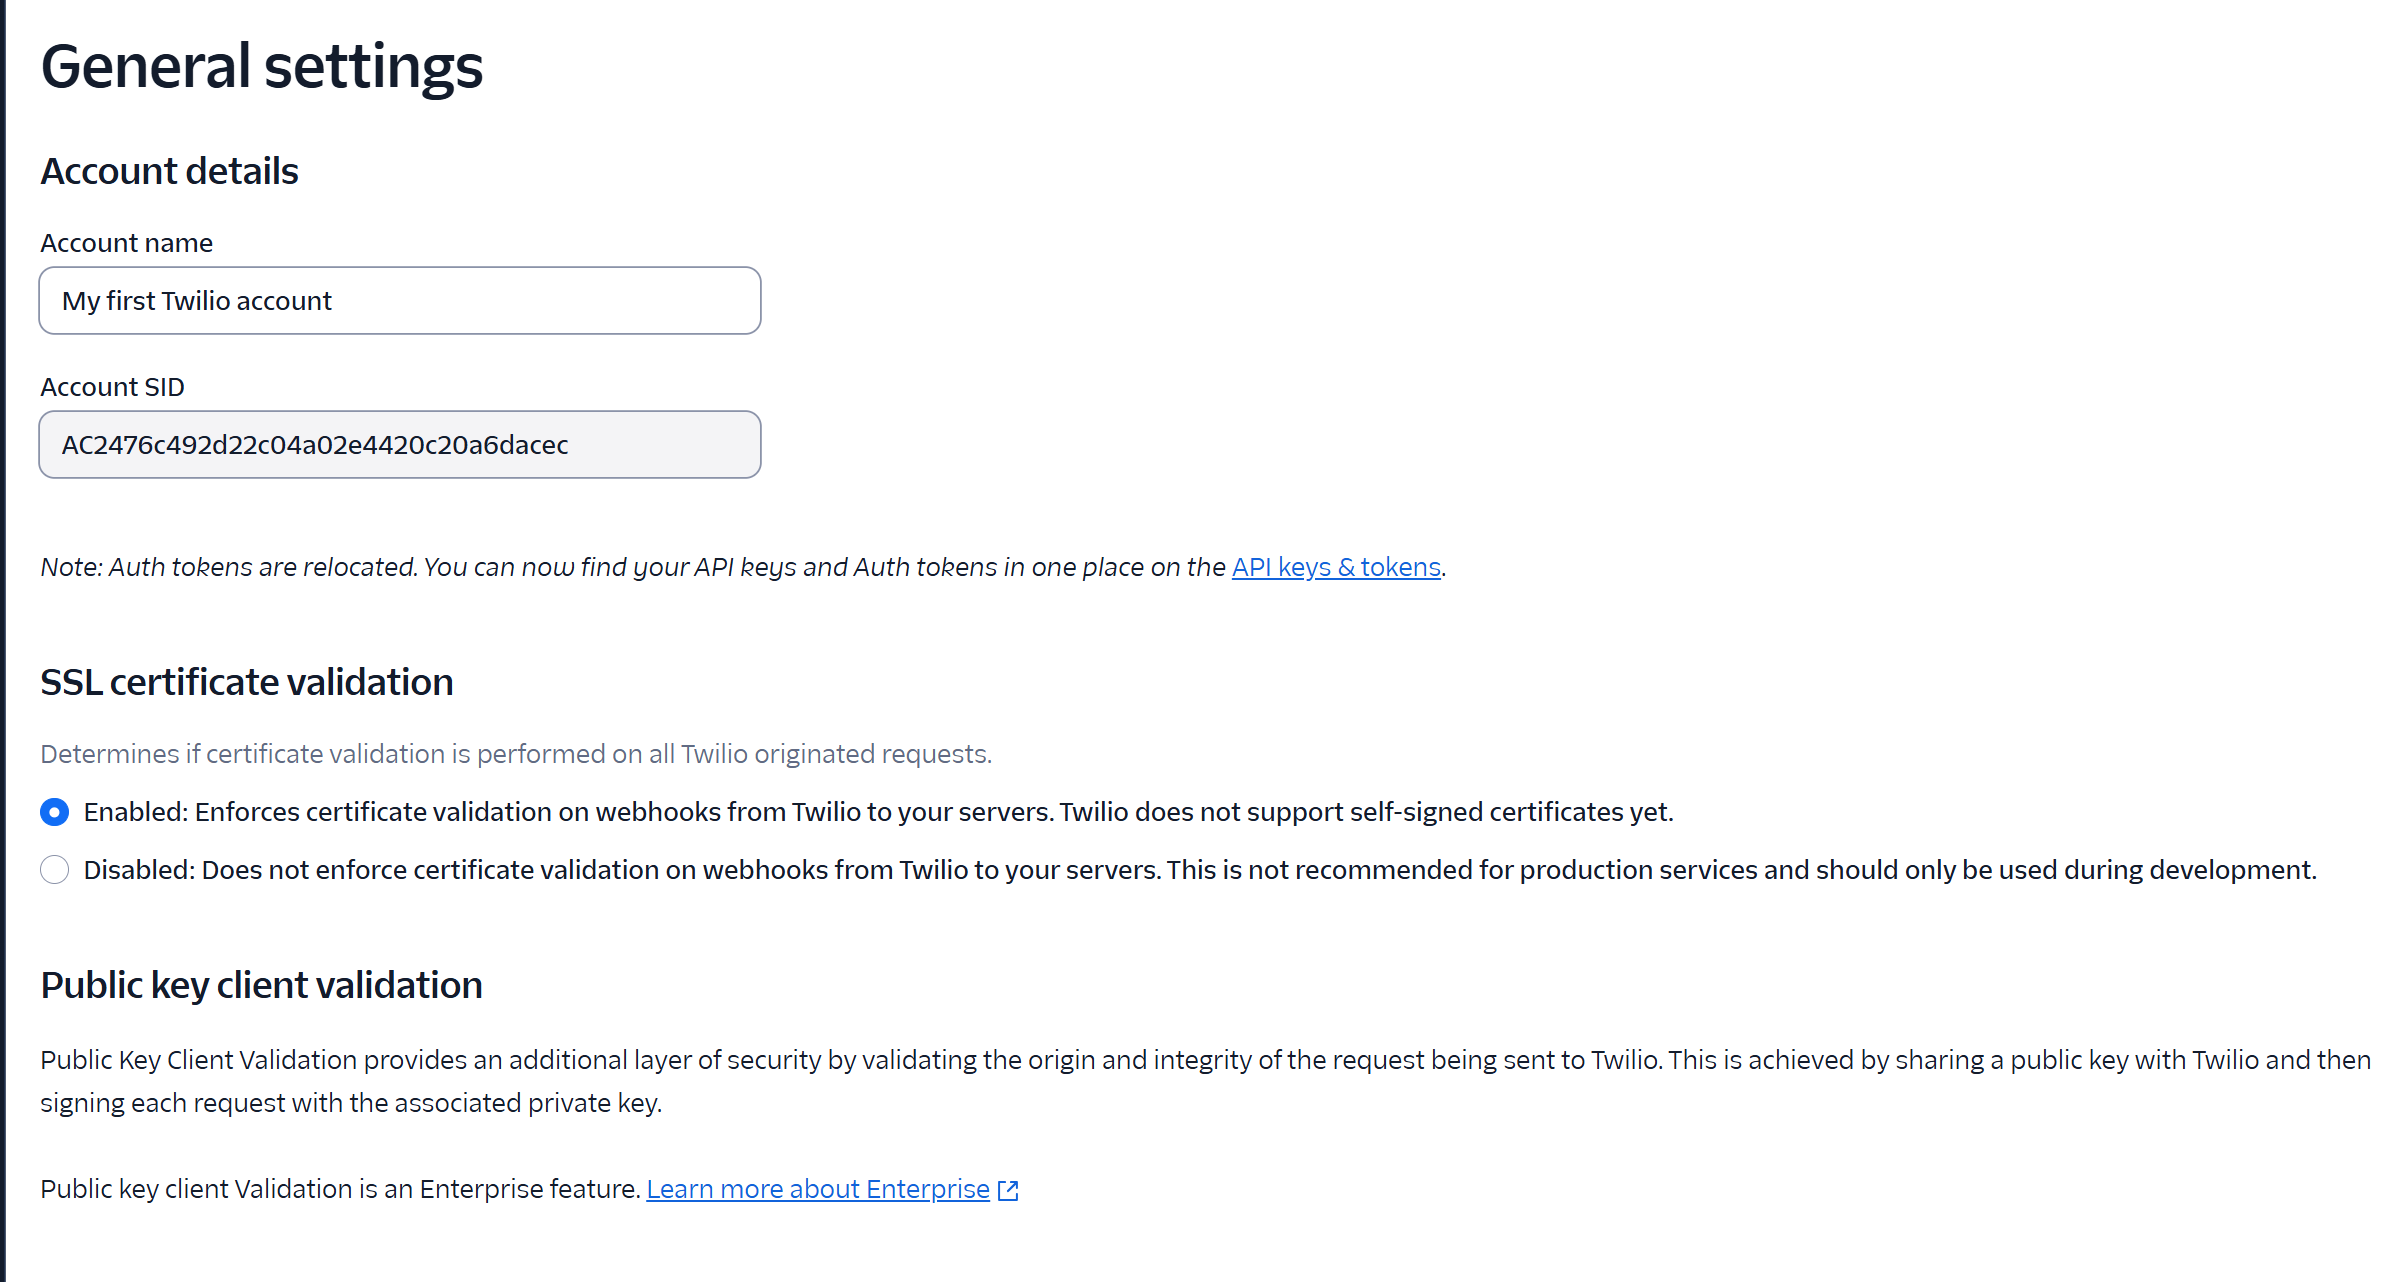 General settings
Account details
Account name
My first Twilio account
Account SID
AC2476c492d22c04a02e4420c20a6dacec
Note: Auth tokens are relocated. You can now find your API keys and Auth tokens in one place on the API keys & tokens.
SSL certificate validation
Determines if certificate validation is performed on all Twilio originated requests.
Enabled: Enforces certificate validation on webhooks from Twilio to your servers. Twilio does not support self-signed certificates yet.
Disabled: Does not enforce certificate validation on webhooks from Twilio to your servers. This is not recommended for production services and should only be used during development.
Public key client validation
Public Key Client Validation provides an additional layer of security by validating the origin and integrity of the request being sent to Twilio. This is achieved by sharing a public key with Twilio and then
signing each request with the associated private key.
Public key client Validation is an Enterprise feature. Learn more about Enterprise